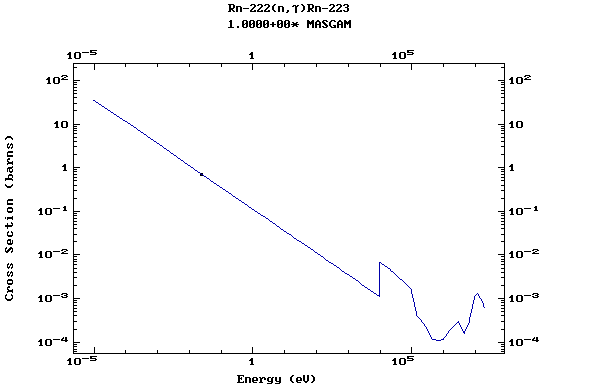 Rn-222(n,γ)Rn-223
1.0000+00* MASGAM
10⁻⁵ 1 10⁵
10² 10²
10 10
1 1
10⁻¹ 10⁻¹
10⁻² 10⁻²
10⁻³ 10⁻³
10⁻⁴ 10⁻⁴
10⁻⁵ 1 10⁵
Energy (eV)
Cross Section (barns)